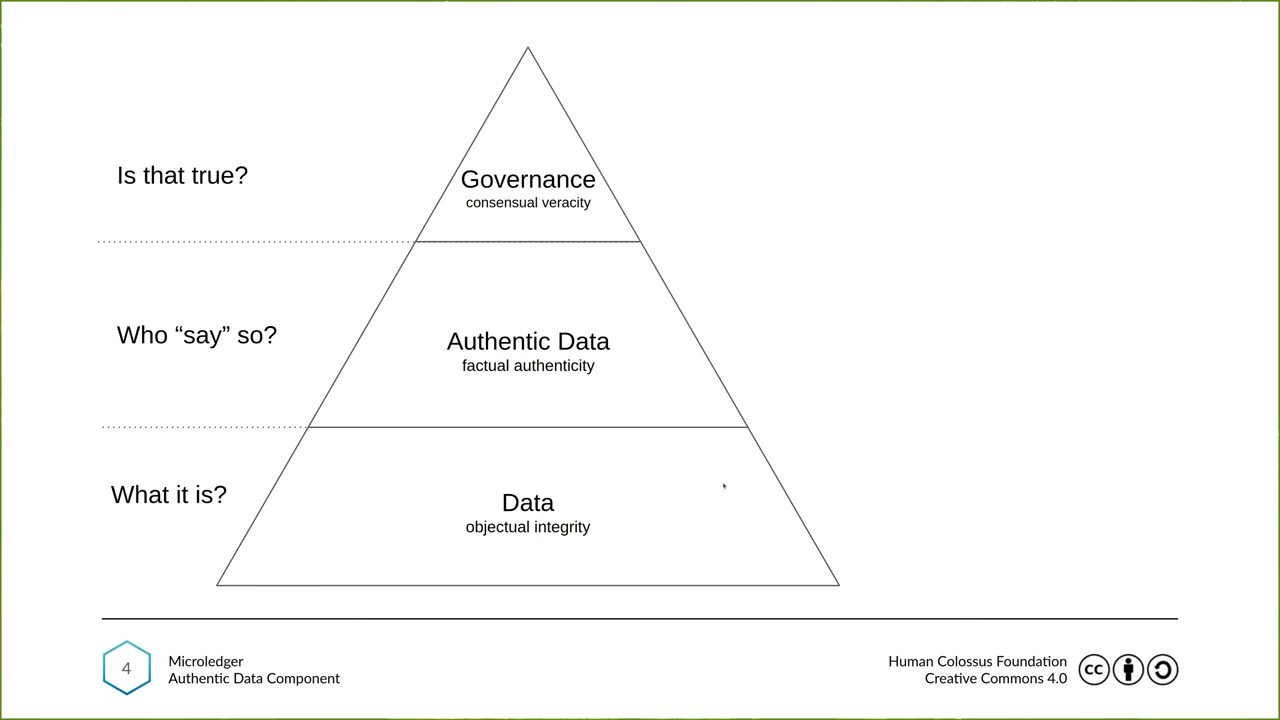 Is that true?
Governance
consensual veracity
Who “say” so?
Authentic Data
factual authenticity
What it is?
Data
objectual integrity
4
Microledger
Authentic Data Component
Human Colossus Foundation
Creative Commons 4.0
cc